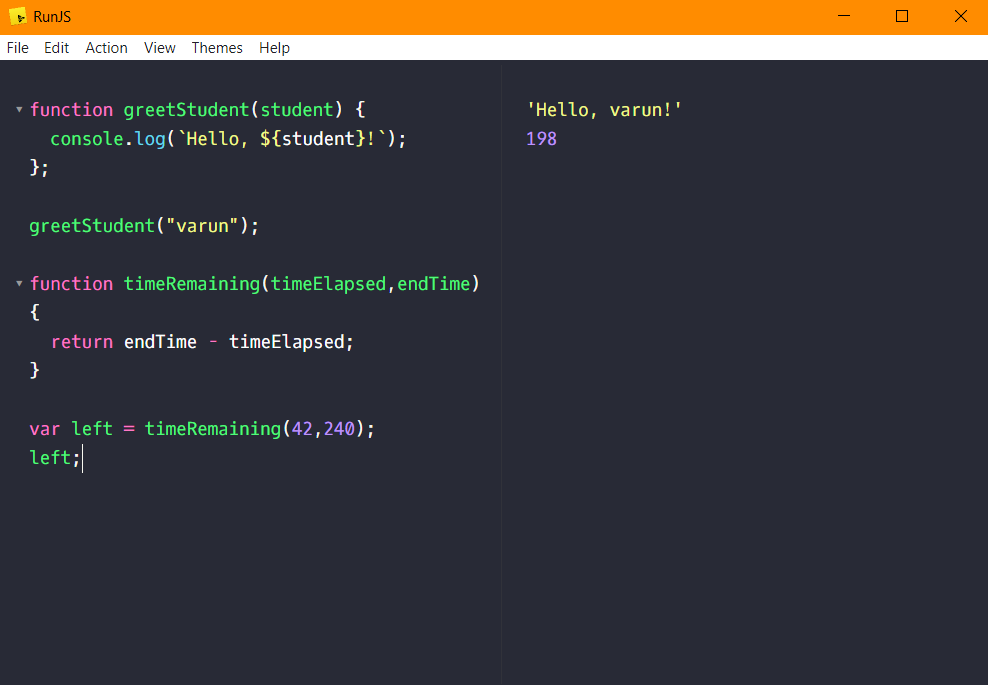 RunJS
File Edit Action View Themes Help
function greetStudent(student) {
  console.log(`Hello, ${student}!`);
};
greetStudent("varun");
function timeRemaining(timeElapsed,endTime)
{
  return endTime - timeElapsed;
}
var left = timeRemaining(42,240);
left;
'Hello, varun!'
198